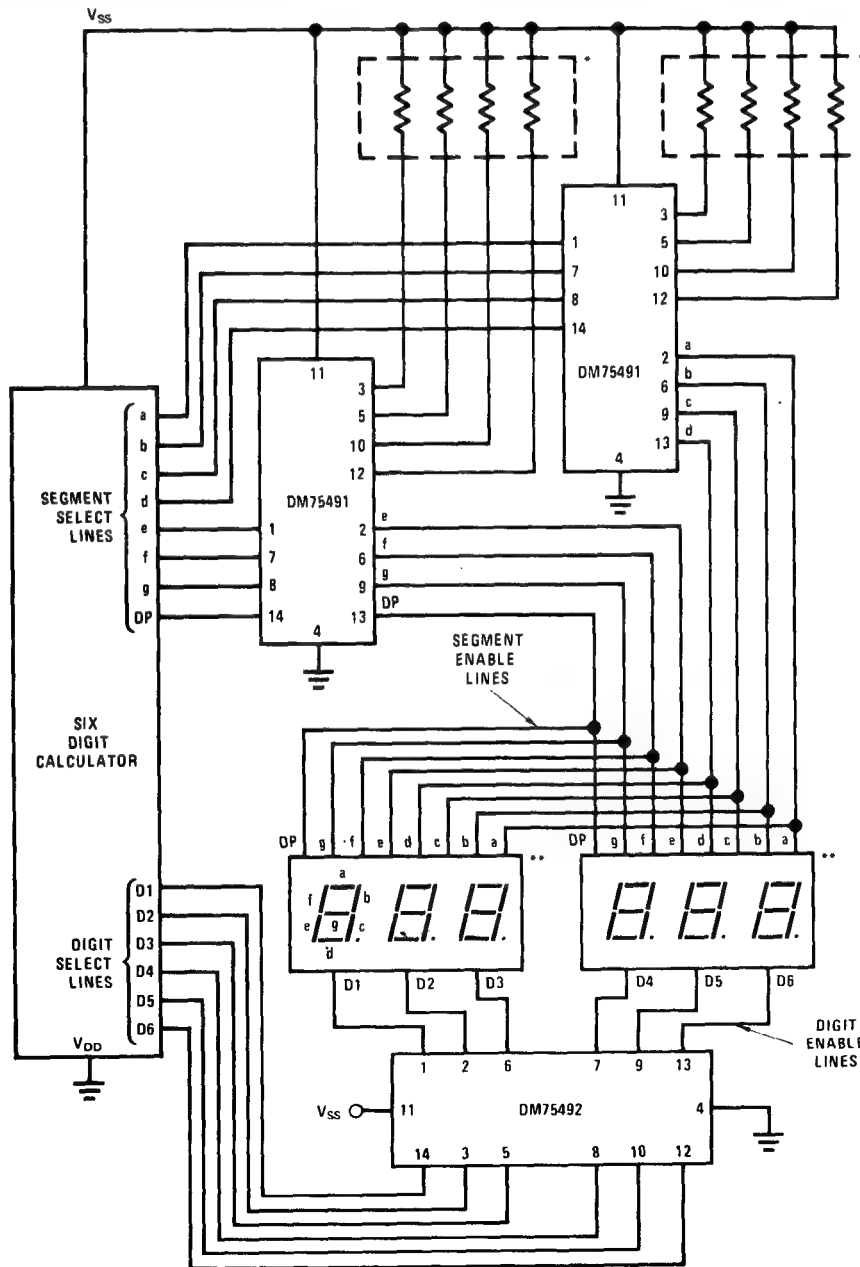 VSS
*
11
3
5
10
12
1
7
8
14
DM75491
a
2
b
6
c
9
d
13
4
11
3
5
10
12
DM75491
1
7
8
14
e
2
f
6
g
9
DP
13
4
SEGMENT
SELECT
LINES
a
b
c
d
e
f
g
DP
SIX
DIGIT
CALCULATOR
SEGMENT
ENABLE
LINES
DP g f e d c b a
**
DP g f e d c b a
**
a
f b
g
e c
d
D1 D2 D3
D4 D5 D6
DIGIT
SELECT
LINES
D1
D2
D3
D4
D5
D6
VDD
DIGIT
ENABLE
LINES
1 2 6 7 9 13
VSS
11 DM75492 4
14 3 5 8 10 12